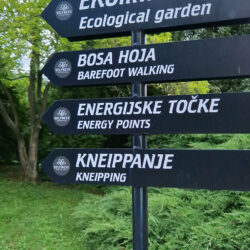 Ecological garden
BOSA HOJA
BAREFOOT WALKING
ENERGIJSKE TOČKE
ENERGY POINTS
KNEIPPANJE
KNEIPPING